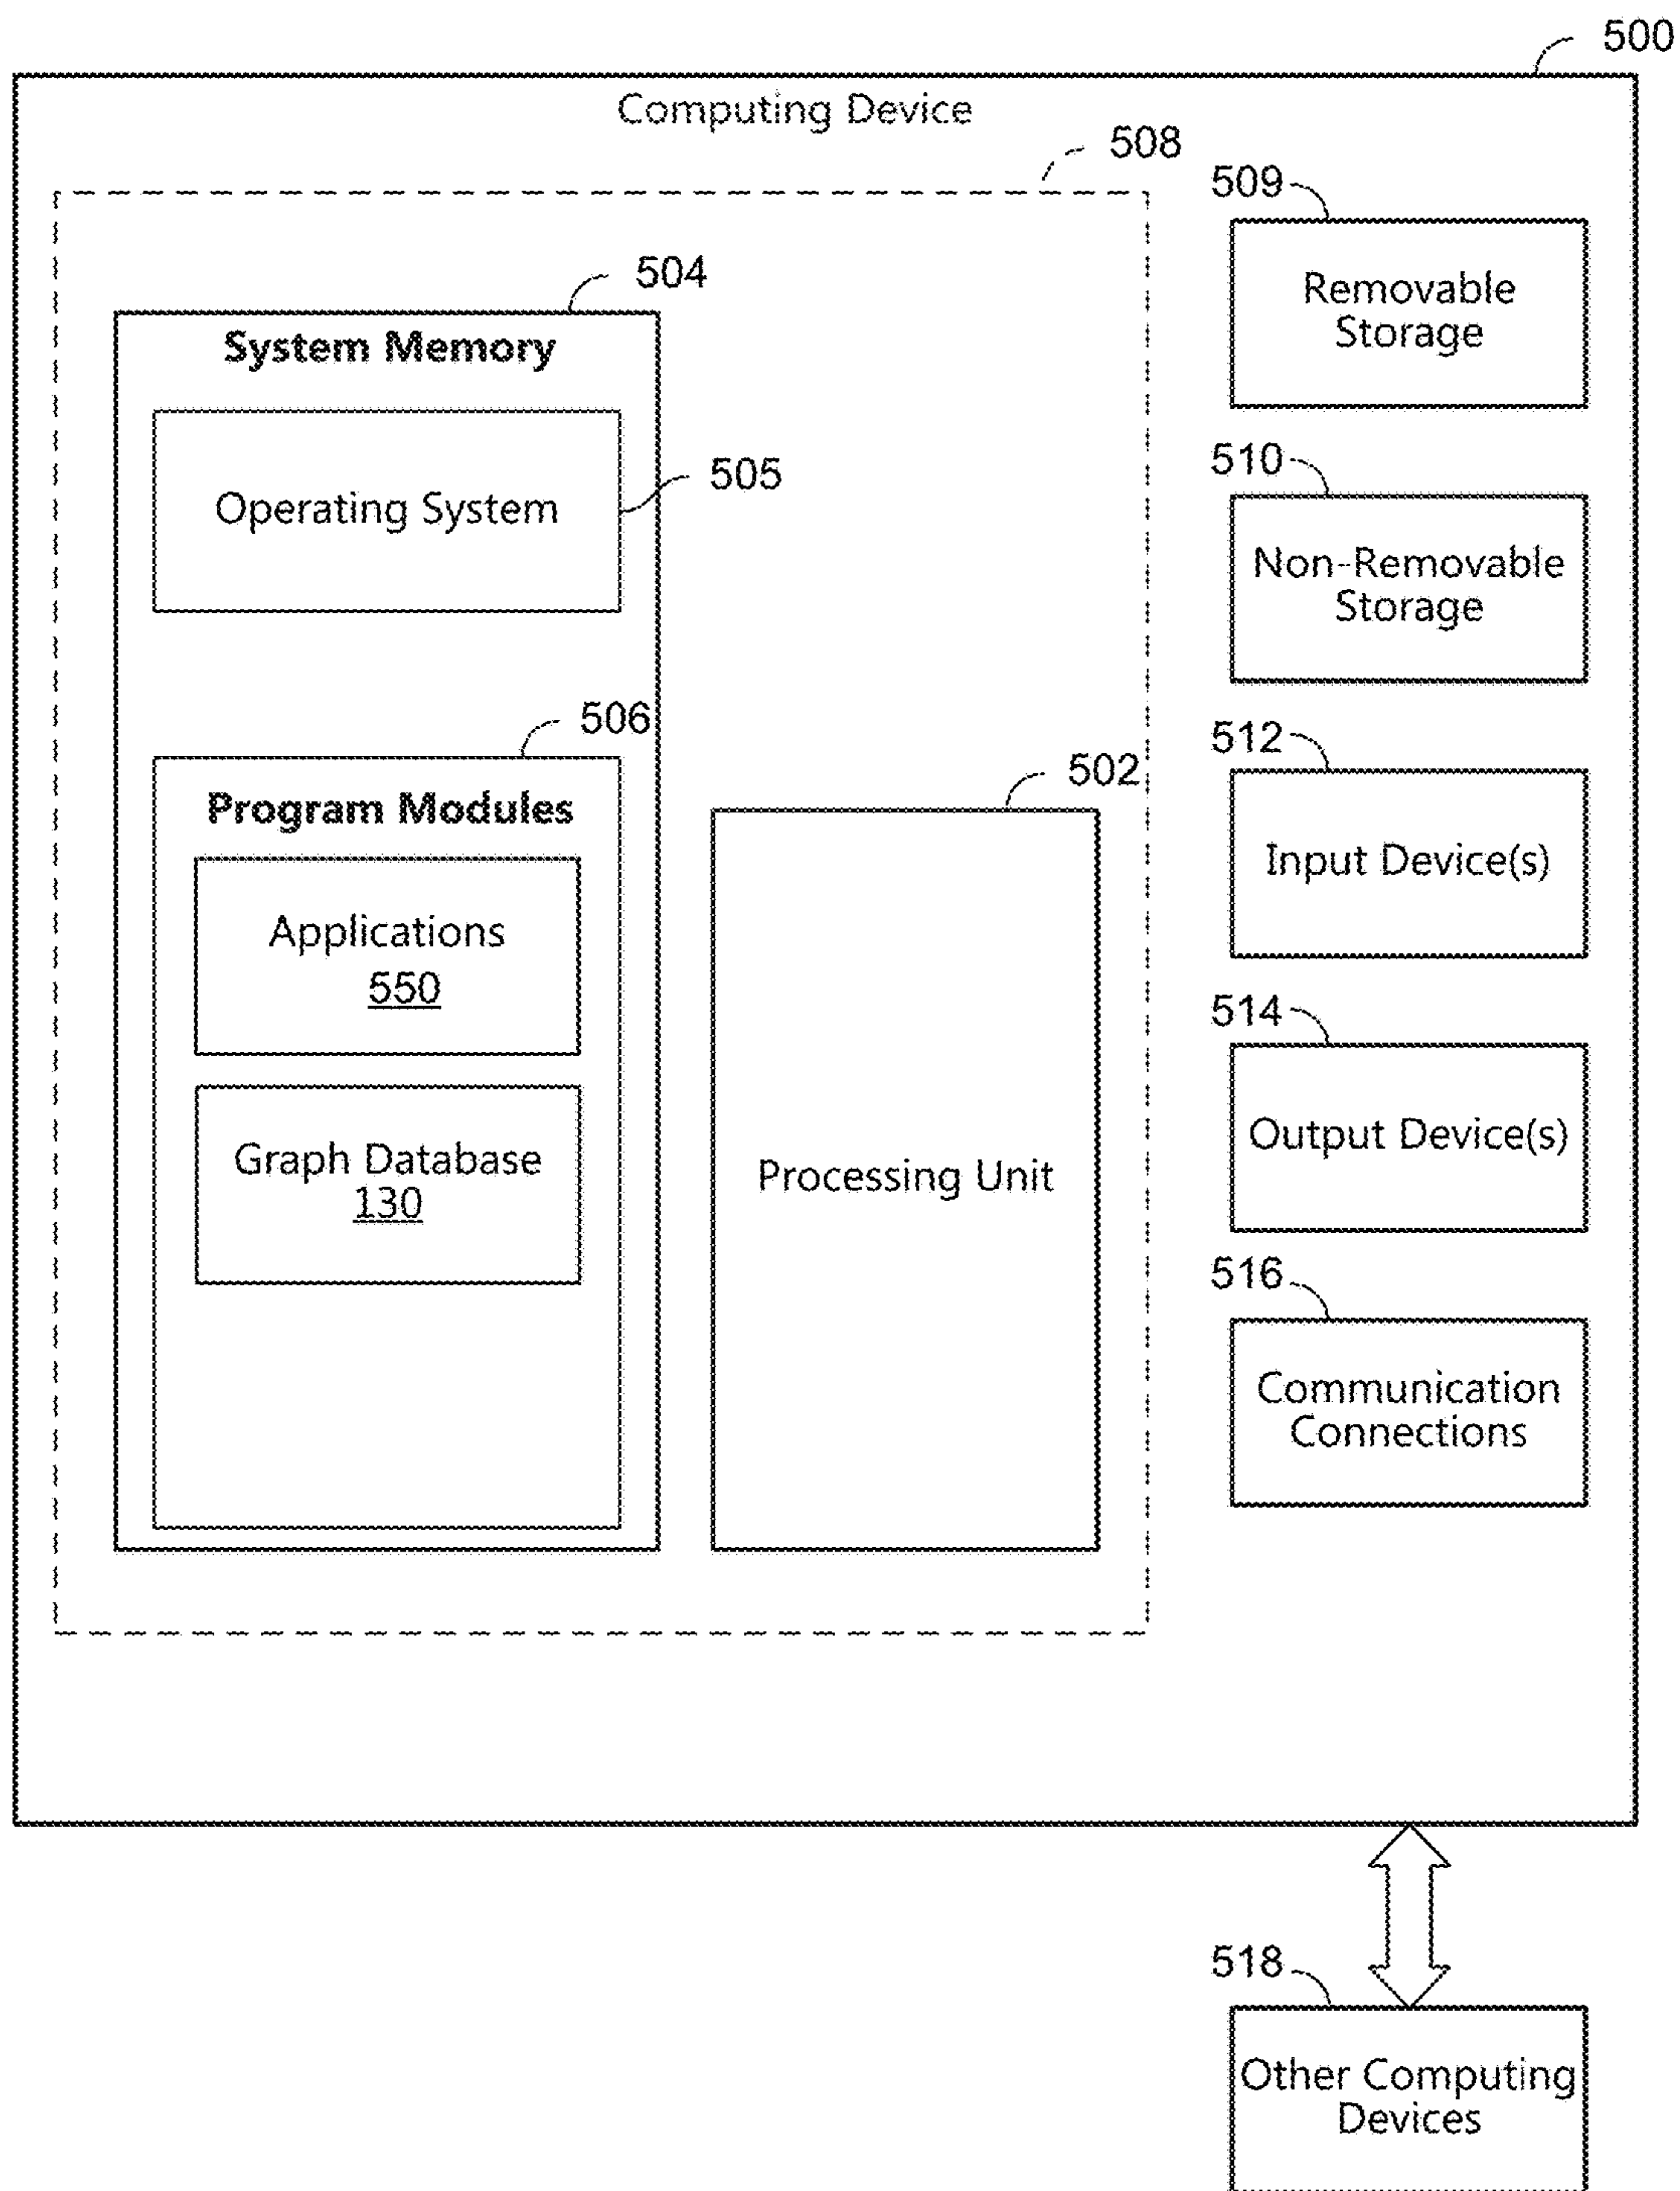 500
Computing Device
508
509
Removable
Storage
504
System Memory
Operating System
505
510
Non-Removable
Storage
506
Program Modules
Applications
550
Graph Database
130
502
Processing Unit
512
Input Device(s)
514
Output Device(s)
516
Communication
Connections
518
Other Computing
Devices